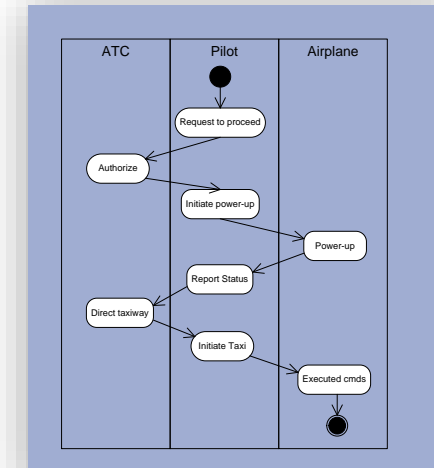 ATC Pilot Airplane
Request to proceed
Authorize
Initiate power-up
Power-up
Report Status
Direct taxiway
Initiate Taxi
Executed cmds